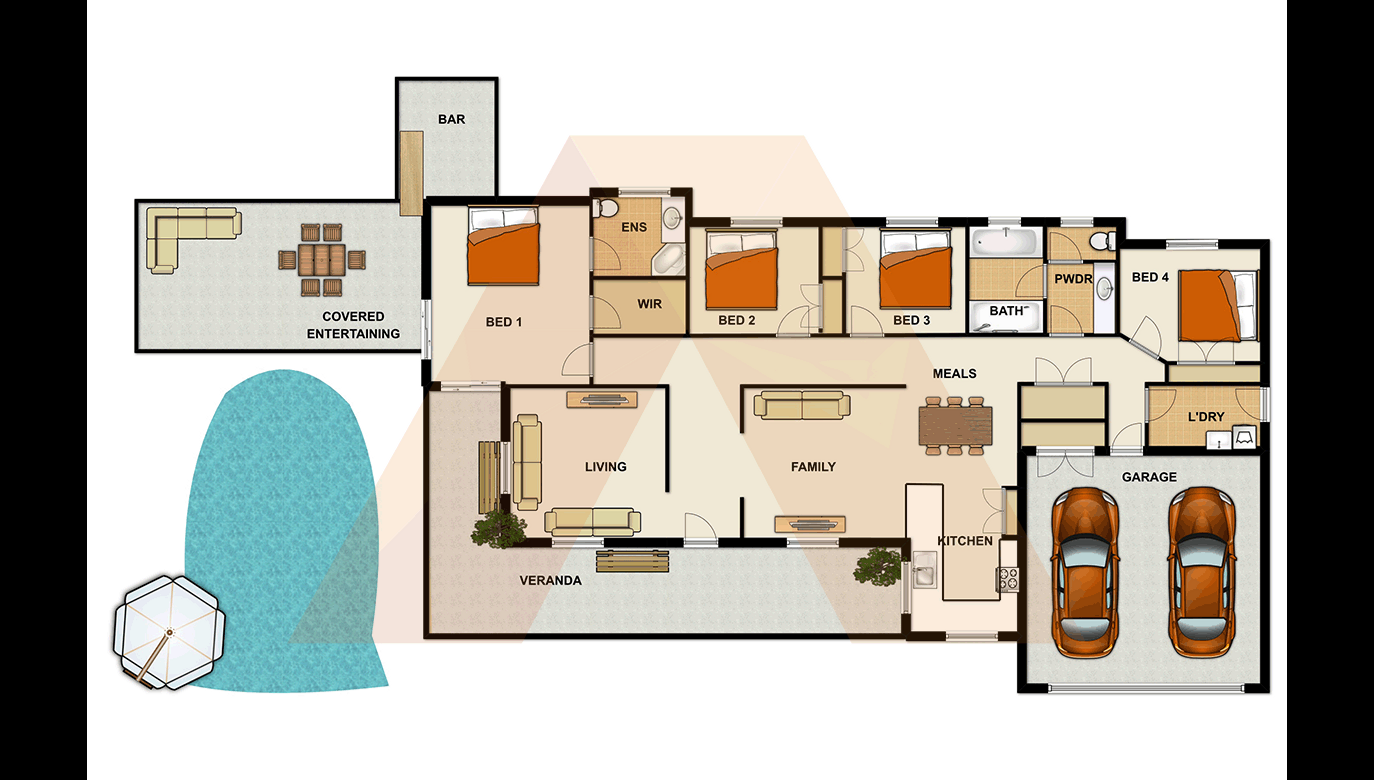 BAR
ENS
WIR
BED 1
BED 2
BED 3
BATH
PWDR
BED 4
COVERED
ENTERTAINING
MEALS
L'DRY
LIVING
FAMILY
GARAGE
KITCHEN
VERANDA